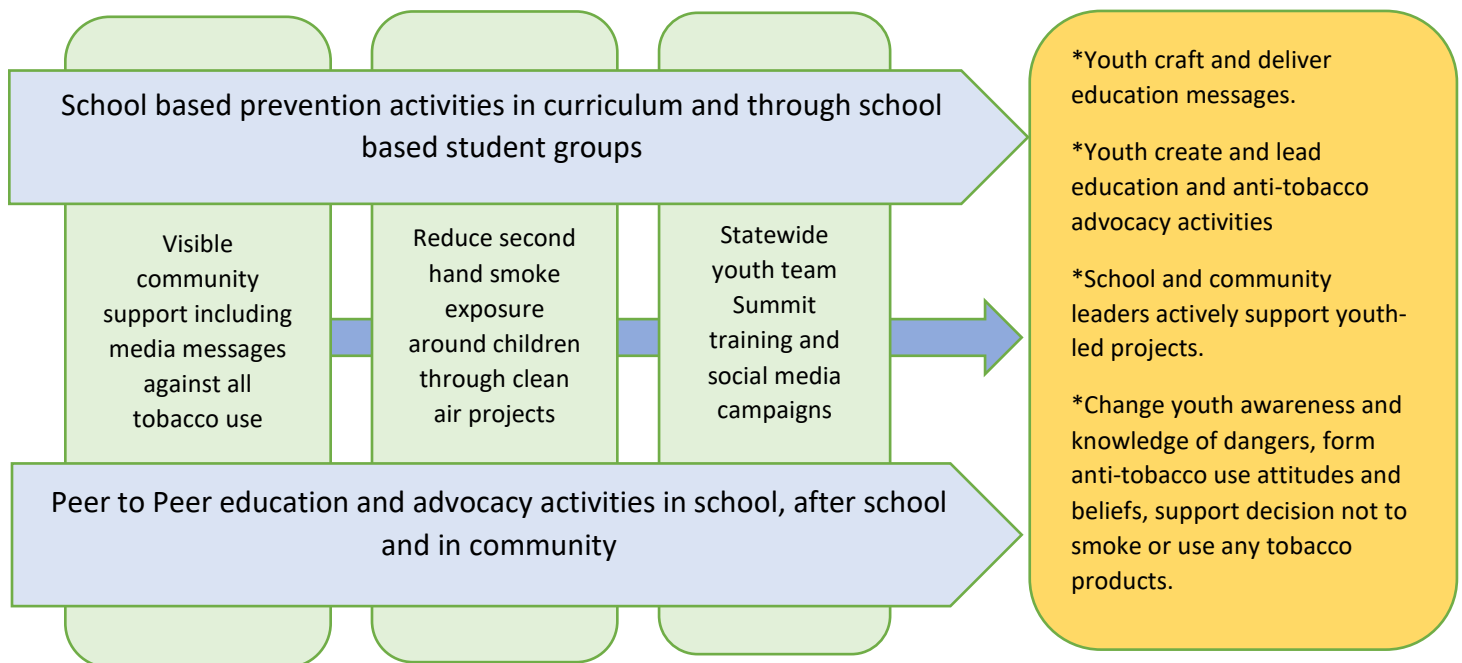 School based prevention activities in curriculum and through school
based student groups
Visible
community
support including
media messages
against all
tobacco use
Reduce second
hand smoke
exposure
around children
through clean
air projects
Statewide
youth team
Summit
training and
social media
campaigns
Peer to Peer education and advocacy activities in school, after school
and in community
*Youth craft and deliver
education messages.
*Youth create and lead
education and anti-tobacco
advocacy activities
*School and community
leaders actively support youth-
led projects.
*Change youth awareness and
knowledge of dangers, form
anti-tobacco use attitudes and
beliefs, support decision not to
smoke or use any tobacco
products.